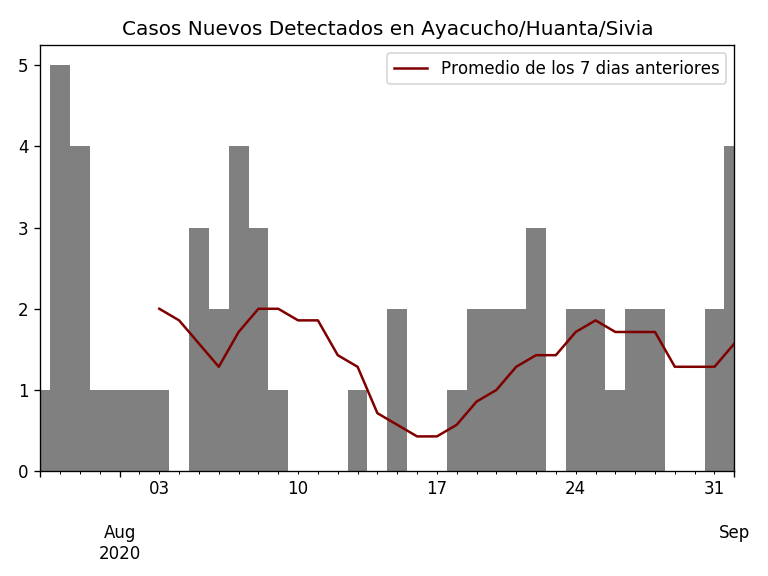 Casos Nuevos Detectados en Ayacucho/Huanta/Sivia
Promedio de los 7 dias anteriores
5
4
3
2
1
0
03 10 17 24 31
Aug Sep
2020